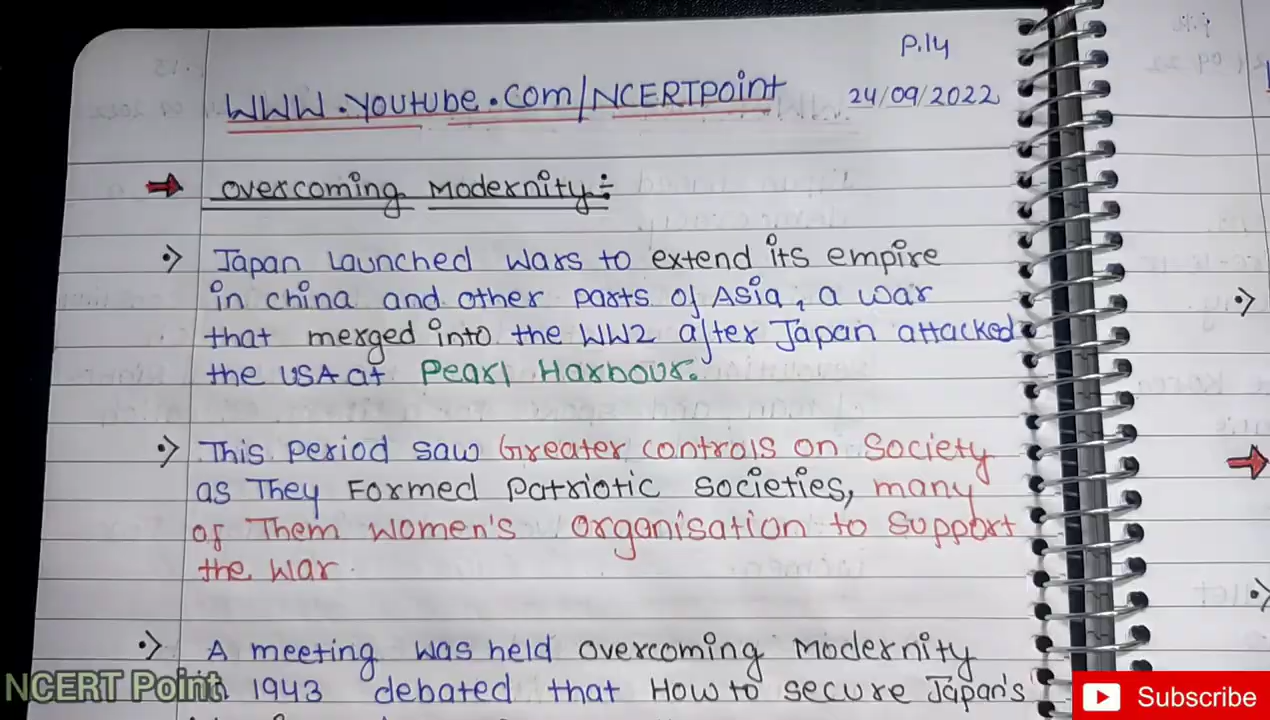 P.14
WWW.Youtube.com/NCERTPoint
24/09/2022
Overcoming Modernity÷
Japan Launched wars to extend its empire
in china and other parts of Asia, a war
that merged into the WW2 after Japan attacked
the USA at Pearl Harbour.
This Period saw Greater controls on Society
as They Formed Patriotic societies, many
of Them Women's organisation to Support
the war.
A meeting was held overcoming Modernity
1943 debated that How to secure Japan's
NCERT Point
Subscribe